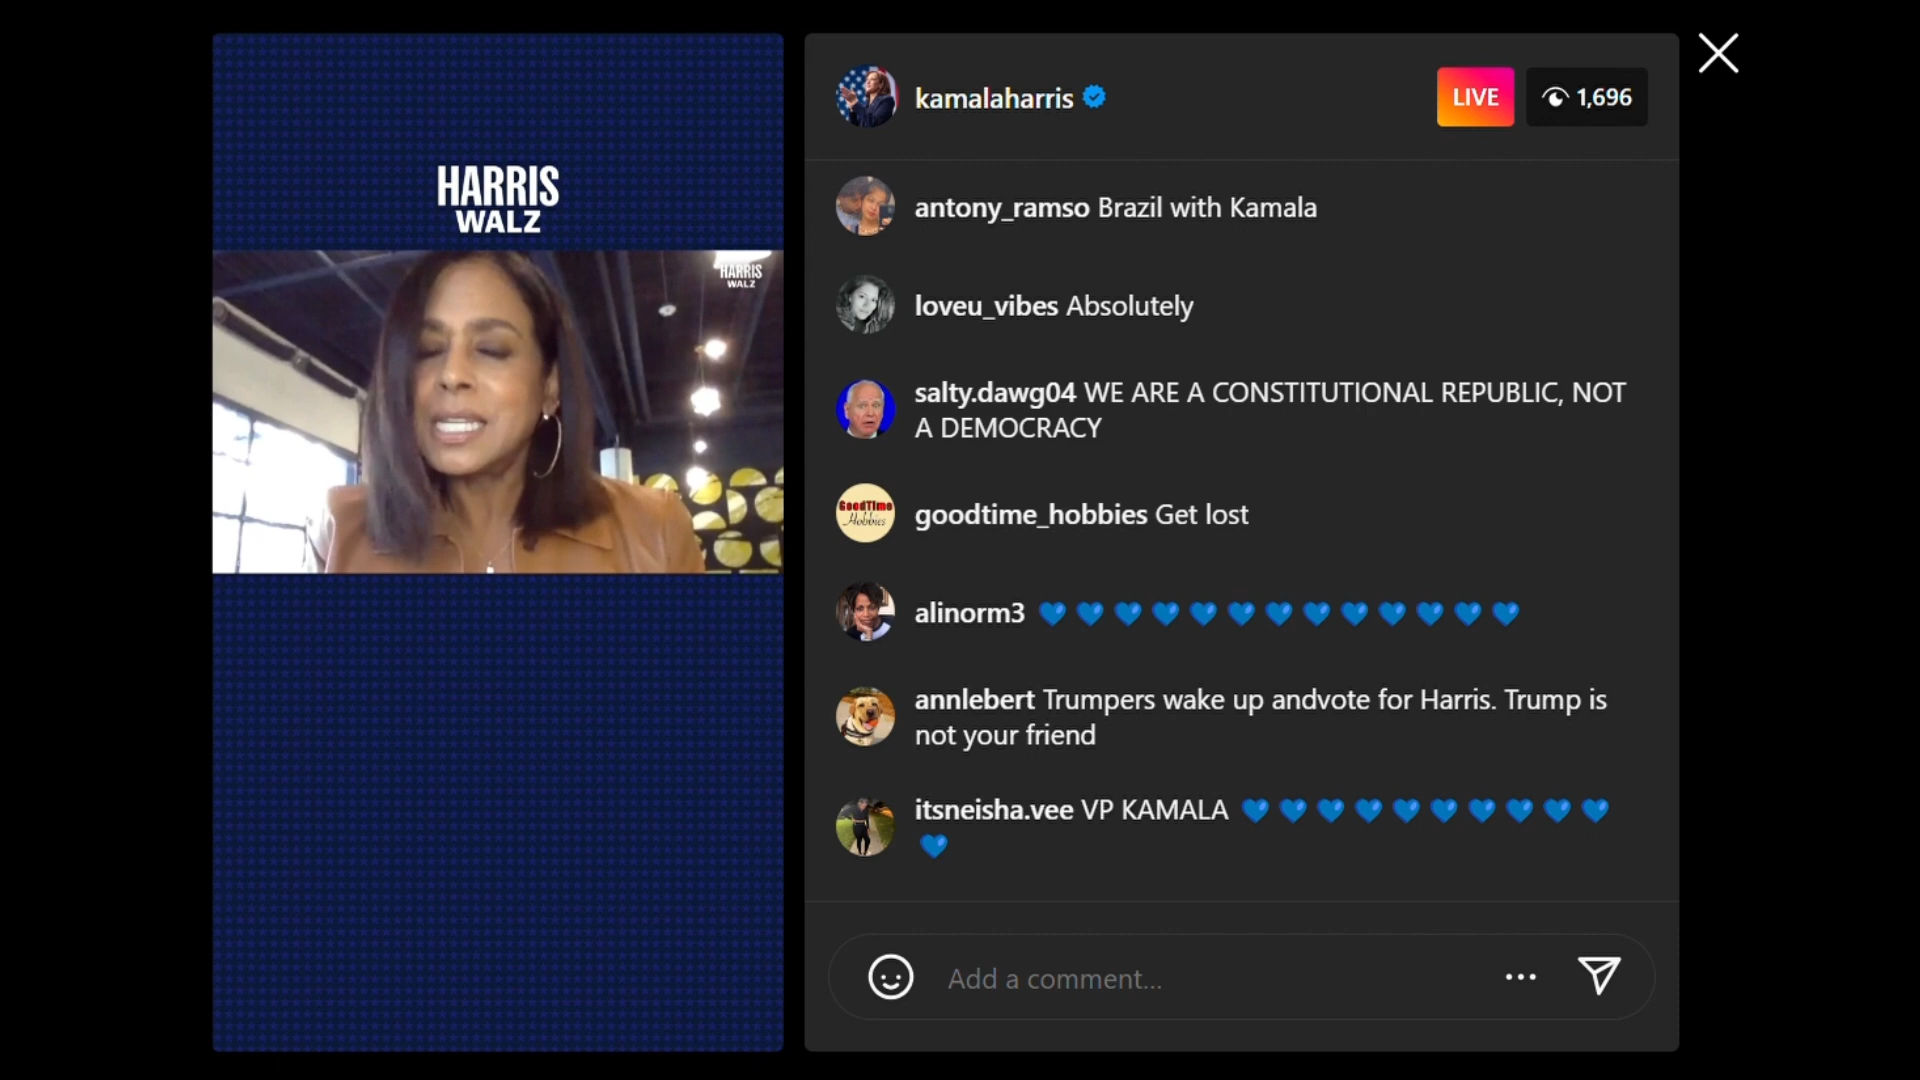 HARRIS
WALZ
HARRIS
WALZ
kamalaharris
LIVE
1,696
antony_ramso Brazil with Kamala
loveu_vibes Absolutely
salty.dawg04 WE ARE A CONSTITUTIONAL REPUBLIC, NOT
A DEMOCRACY
GoodTime
Hobbies
goodtime_hobbies Get lost
alinorm3 💙💙💙💙💙💙💙💙💙💙💙💙💙
annlebert Trumpers wake up andvote for Harris. Trump is
not your friend
itsneisha.vee VP KAMALA 💙💙💙💙💙💙💙💙💙💙
💙
Add a comment...